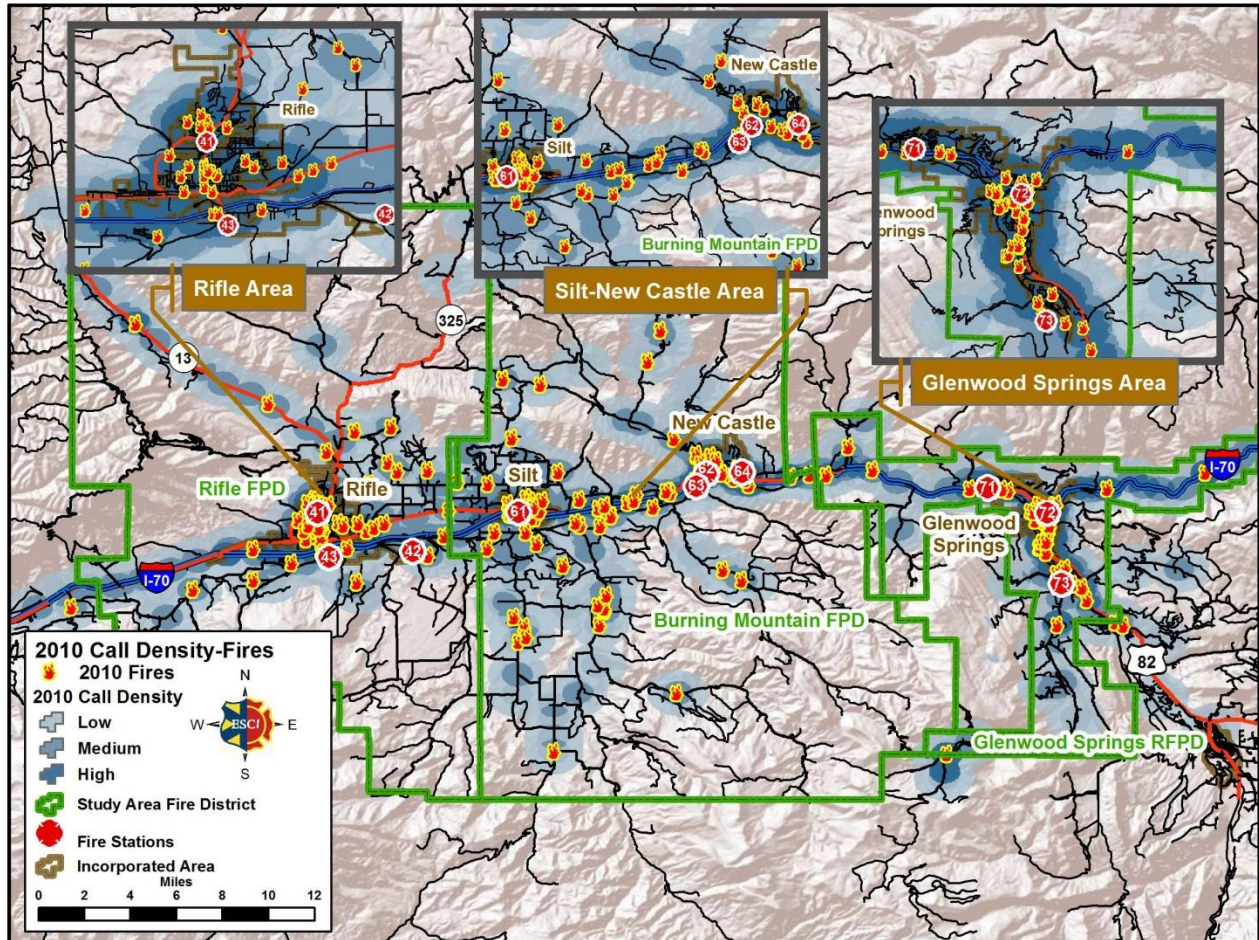 Rifle
41
43
42
New Castle
Silt
61
62
63
64
Burning Mountain FPD
71
72
enwood
Springs
73
Rifle Area
Silt-New Castle Area
Glenwood Springs Area
325
13
New Castle
Rifle FPD
Rifle
Silt
41
61
62
63
64
43
42
71
72
I-70
Glenwood
Springs
73
I-70
Burning Mountain FPD
82
Glenwood Springs RFPD
2010 Call Density-Fires
2010 Fires
2010 Call Density
Low
Medium
High
N
W
ESCI
E
S
Study Area Fire District
Fire Stations
Incorporated Area
Miles
0 2 4 6 8 10 12